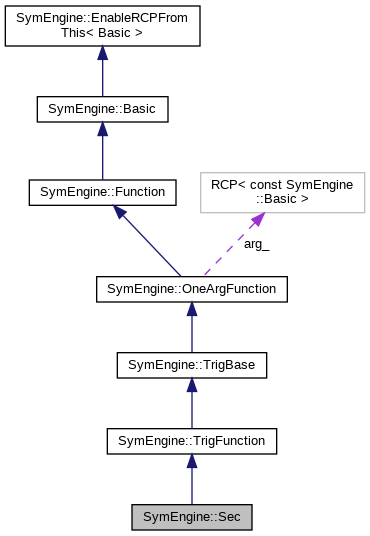 SymEngine::EnableRCPFrom
This< Basic >
SymEngine::Basic
SymEngine::Function
RCP< const SymEngine
::Basic >
arg_
SymEngine::OneArgFunction
SymEngine::TrigBase
SymEngine::TrigFunction
SymEngine::Sec